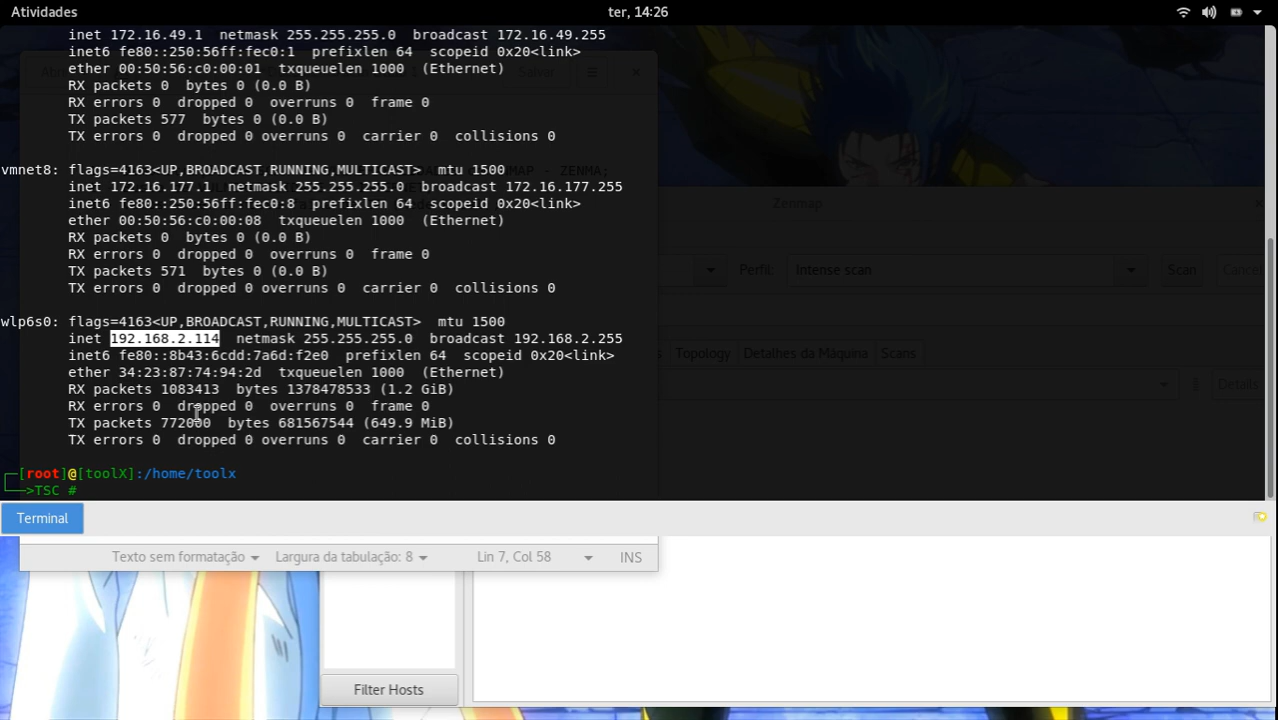 Atividades
ter, 14:26
inet 172.16.49.1 netmask 255.255.255.0 broadcast 172.16.49.255
inet6 fe80::250:56ff:fec0:1 prefixlen 64 scopeid 0x20<link>
ether 00:50:56:c0:00:01 txqueuelen 1000 (Ethernet)
RX packets 0 bytes 0 (0.0 B)
RX errors 0 dropped 0 overruns 0 frame 0
TX packets 577 bytes 0 (0.0 B)
TX errors 0 dropped 0 overruns 0 carrier 0 collisions 0
Salvar
vmnet8: flags=4163<UP,BROADCAST,RUNNING,MULTICAST> mtu 1500
inet 172.16.177.1 netmask 255.255.255.0 broadcast 172.16.177.255
inet6 fe80::250:56ff:fec0:8 prefixlen 64 scopeid 0x20<link>
ether 00:50:56:c0:00:08 txqueuelen 1000 (Ethernet)
RX packets 0 bytes 0 (0.0 B)
RX errors 0 dropped 0 overruns 0 frame 0
TX packets 571 bytes 0 (0.0 B)
TX errors 0 dropped 0 overruns 0 carrier 0 collisions 0
- ZENMA;
Zenmap
Perfil: Intense scan Scan Cancel
wlp6s0: flags=4163<UP,BROADCAST,RUNNING,MULTICAST> mtu 1500
inet 192.168.2.114 netmask 255.255.255.0 broadcast 192.168.2.255
inet6 fe80::8b43:6cdd:7a6d:f2e0 prefixlen 64 scopeid 0x20<link>
ether 34:23:87:74:94:2d txqueuelen 1000 (Ethernet)
RX packets 1083413 bytes 1378478533 (1.2 GiB)
RX errors 0 dropped 0 overruns 0 frame 0
TX packets 772000 bytes 681567544 (649.9 MiB)
TX errors 0 dropped 0 overruns 0 carrier 0 collisions 0
Topology Detalhes da Máquina Scans
Details
[root]@[toolX]:/home/toolx
>TSC #
Terminal
Texto sem formatação Largura da tabulação: 8 Lin 7, Col 58 INS
Filter Hosts